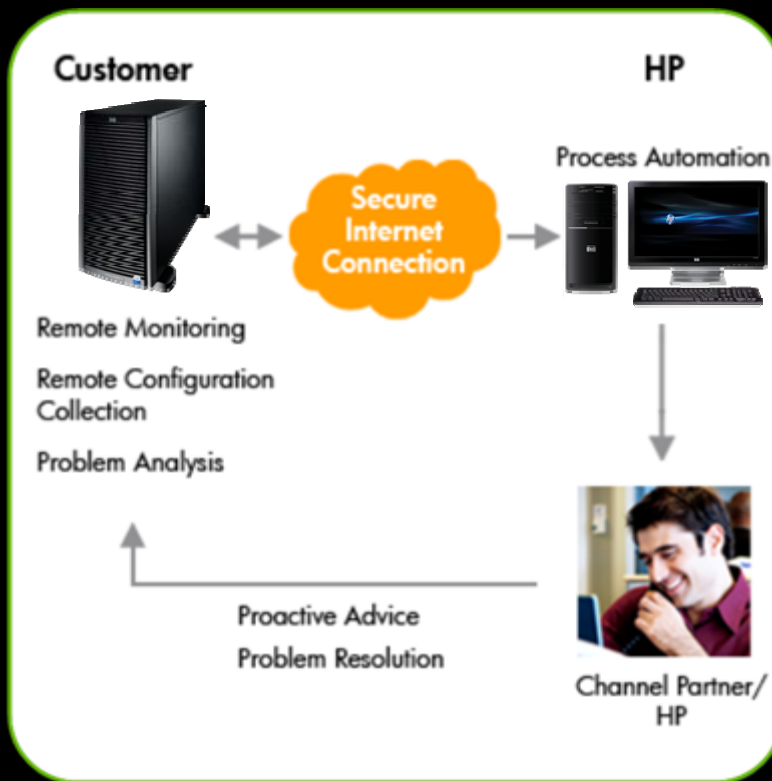 Customer
HP
Process Automation
Secure
Internet
Connection
Remote Monitoring
Remote Configuration
Collection
Problem Analysis
Proactive Advice
Problem Resolution
Channel Partner/
HP